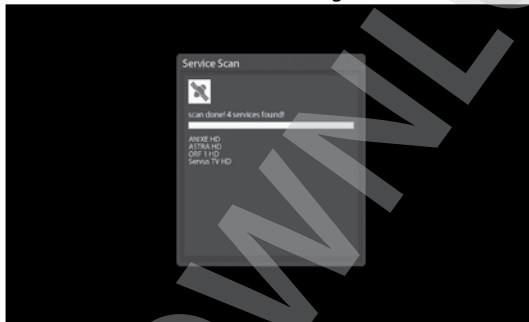 Service Scan
scan done! 4 services found!
ANIXE HD
ASTRA HD
ORF 1 HD
Servus TV HD